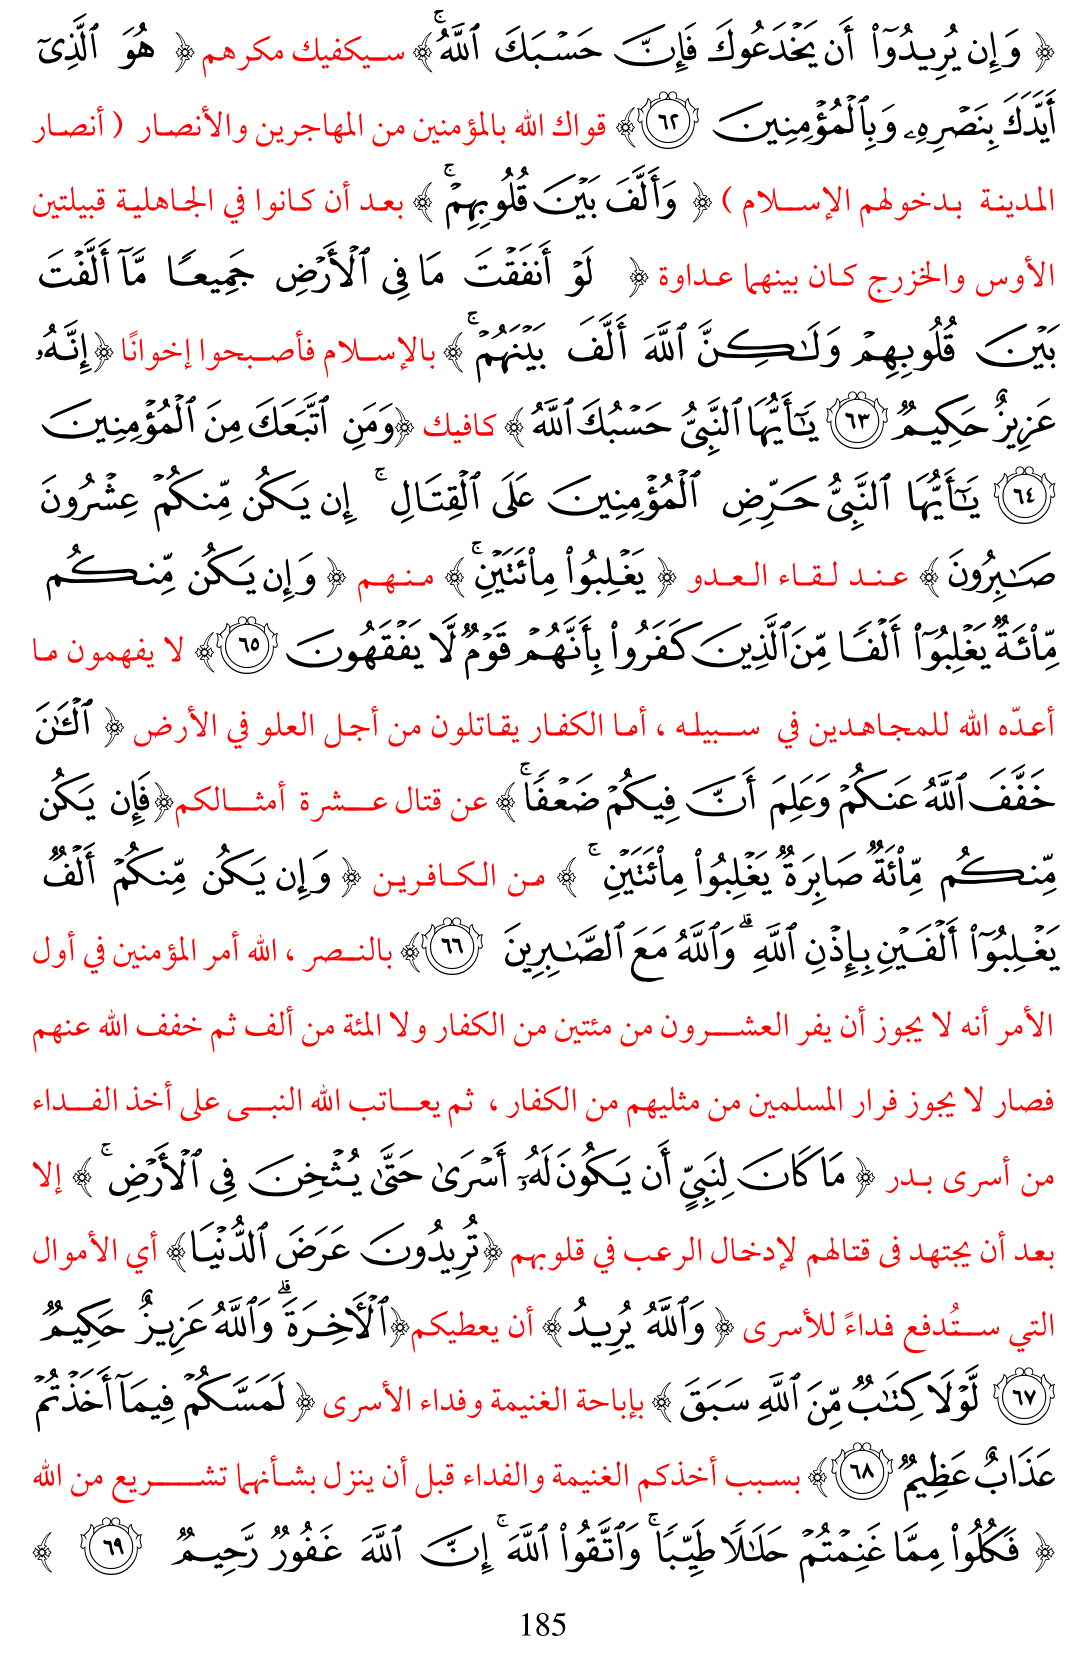 ﴿ وَإِن يُرِيدُوٓا۟ أَن يَخْدَعُوكَ فَإِنَّ حَسْبَكَ ٱللَّهُ ۚ﴾ سيكفيك مكرهم ﴿ هُوَ ٱلَّذِىٓ
أَيَّدَكَ بِنَصْرِهِۦ وَبِٱلْمُؤْمِنِينَ ٦٢﴾ قواك الله بالمؤمنين من المهاجرين والأنصار ( أنصار
المدينة بدخولهم الإسلام ) ﴿ وَأَلَّفَ بَيْنَ قُلُوبِهِمْ ۚ ﴾ بعد أن كانوا في الجاهلية قبيلتين
الأوس والخزرج كان بينهما عداوة ﴿ لَوْ أَنفَقْتَ مَا فِى ٱلْأَرْضِ جَمِيعًا مَّآ أَلَّفْتَ
بَيْنَ قُلُوبِهِمْ وَلَـٰكِنَّ ٱللَّهَ أَلَّفَ بَيْنَهُمْ ۚ ﴾ بالإسلام فأصبحوا إخوانًا ﴿إِنَّهُۥ
عَزِيزٌ حَكِيمٌ ٦٣ يَـٰٓأَيُّهَا ٱلنَّبِىُّ حَسْبُكَ ٱللَّهُ ﴾ كافيك ﴿وَمَنِ ٱتَّبَعَكَ مِنَ ٱلْمُؤْمِنِينَ
٦٤ يَـٰٓأَيُّهَا ٱلنَّبِىُّ حَرِّضِ ٱلْمُؤْمِنِينَ عَلَى ٱلْقِتَالِ ۚ إِن يَكُن مِّنكُمْ عِشْرُونَ
صَـٰبِرُونَ ﴾ عند لقاء العدو ﴿ يَغْلِبُوا۟ مِا۟ئَتَيْنِ ۚ ﴾ منهم ﴿ وَإِن يَكُن مِّنكُم
مِّا۟ئَةٌ يَغْلِبُوٓا۟ أَلْفًا مِّنَ ٱلَّذِينَ كَفَرُوا۟ بِأَنَّهُمْ قَوْمٌ لَّا يَفْقَهُونَ ٦٥﴾ لا يفهمون ما
أعدّه الله للمجاهدين في سبيله ، أما الكفار يقاتلون من أجل العلو في الأرض ﴿ ٱلْـَٔـٰنَ
خَفَّفَ ٱللَّهُ عَنكُمْ وَعَلِمَ أَنَّ فِيكُمْ ضَعْفًا ۚ ﴾ عن قتال عشرة أمثالكم﴿فَإِن يَكُن
مِّنكُم مِّا۟ئَةٌ صَابِرَةٌ يَغْلِبُوا۟ مِا۟ئَتَيْنِ ۚ ﴾ من الكافرين ﴿ وَإِن يَكُن مِّنكُمْ أَلْفٌ
يَغْلِبُوٓا۟ أَلْفَيْنِ بِإِذْنِ ٱللَّهِ ۗ وَٱللَّهُ مَعَ ٱلصَّـٰبِرِينَ ٦٦﴾ بالنصر ، الله أمر المؤمنين في أول
الأمر أنه لا يجوز أن يفر العشرون من مئتين من الكفار ولا المئة من ألف ثم خفف الله عنهم
فصار لا يجوز فرار المسلمين من مثليهم من الكفار ، ثم يعاتب الله النبى على أخذ الفداء
من أسرى بدر ﴿ مَا كَانَ لِنَبِىٍّ أَن يَكُونَ لَهُۥٓ أَسْرَىٰ حَتَّىٰ يُثْخِنَ فِى ٱلْأَرْضِ ۚ ﴾ إلا
بعد أن يجتهد فى قتالهم لإدخال الرعب في قلوبهم ﴿تُرِيدُونَ عَرَضَ ٱلدُّنْيَا﴾ أي الأموال
التي ستُدفع فداءً للأسرى ﴿ وَٱللَّهُ يُرِيدُ ﴾ أن يعطيكم﴿ٱلْـَٔاخِرَةَ ۗ وَٱللَّهُ عَزِيزٌ حَكِيمٌ
٦٧ لَّوْلَا كِتَـٰبٌ مِّنَ ٱللَّهِ سَبَقَ ﴾ بإباحة الغنيمة وفداء الأسرى ﴿ لَمَسَّكُمْ فِيمَآ أَخَذْتُمْ
عَذَابٌ عَظِيمٌ ٦٨﴾ بسبب أخذكم الغنيمة والفداء قبل أن ينزل بشأنهما تشريع من الله
﴿ فَكُلُوا۟ مِمَّا غَنِمْتُمْ حَلَـٰلًا طَيِّبًا ۚ وَٱتَّقُوا۟ ٱللَّهَ ۚ إِنَّ ٱللَّهَ غَفُورٌ رَّحِيمٌ ٦٩ ﴾
185